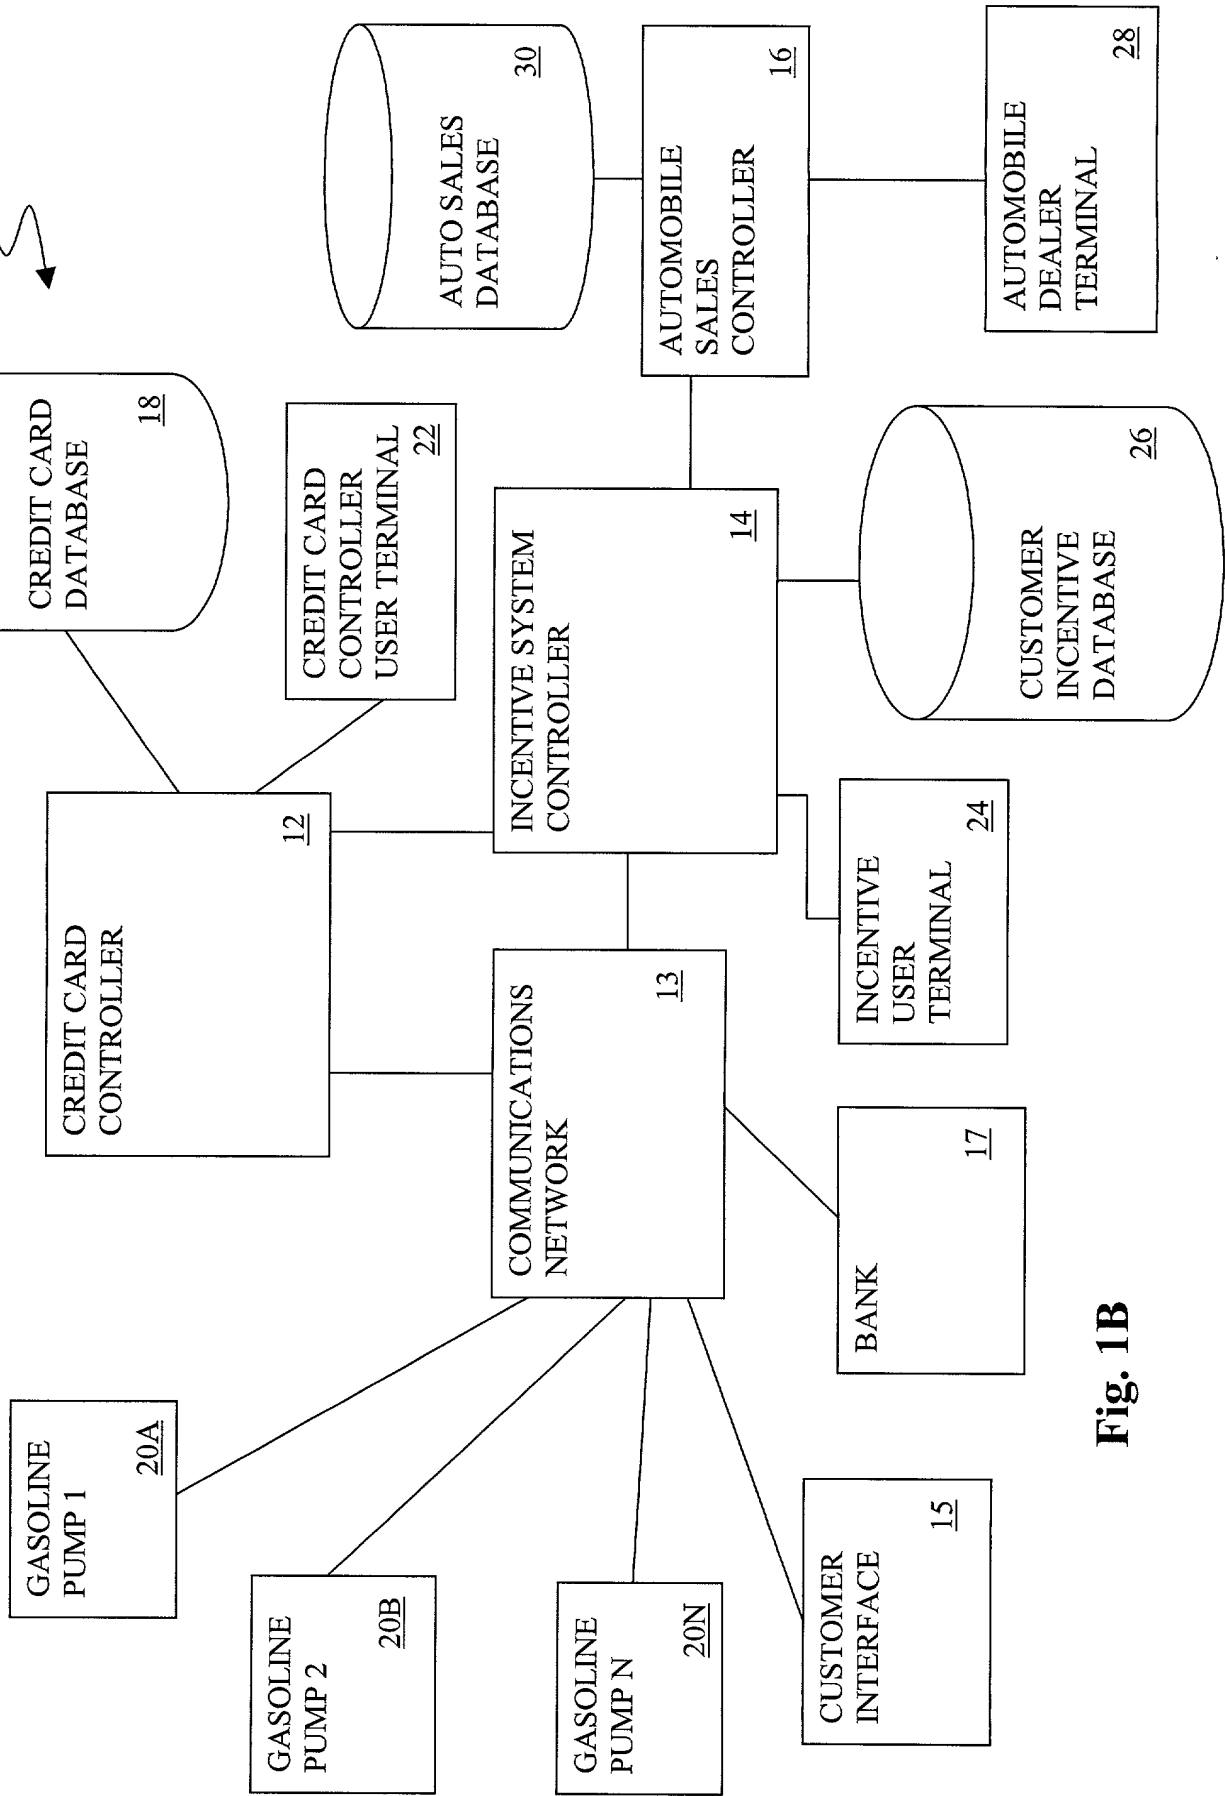 GASOLINE
PUMP 1
20A
GASOLINE
PUMP 2
20B
GASOLINE
PUMP N
20N
CUSTOMER
INTERFACE
15
CREDIT CARD
CONTROLLER
12
COMMUNICATIONS
NETWORK
13
BANK
17
CREDIT CARD
DATABASE
18
CREDIT CARD
CONTROLLER
USER TERMINAL
22
INCENTIVE SYSTEM
CONTROLLER
14
INCENTIVE
USER
TERMINAL
24
CUSTOMER
INCENTIVE
DATABASE
26
AUTO SALES
DATABASE
30
AUTOMOBILE
SALES
CONTROLLER
16
AUTOMOBILE
DEALER
TERMINAL
28
Fig. 1B